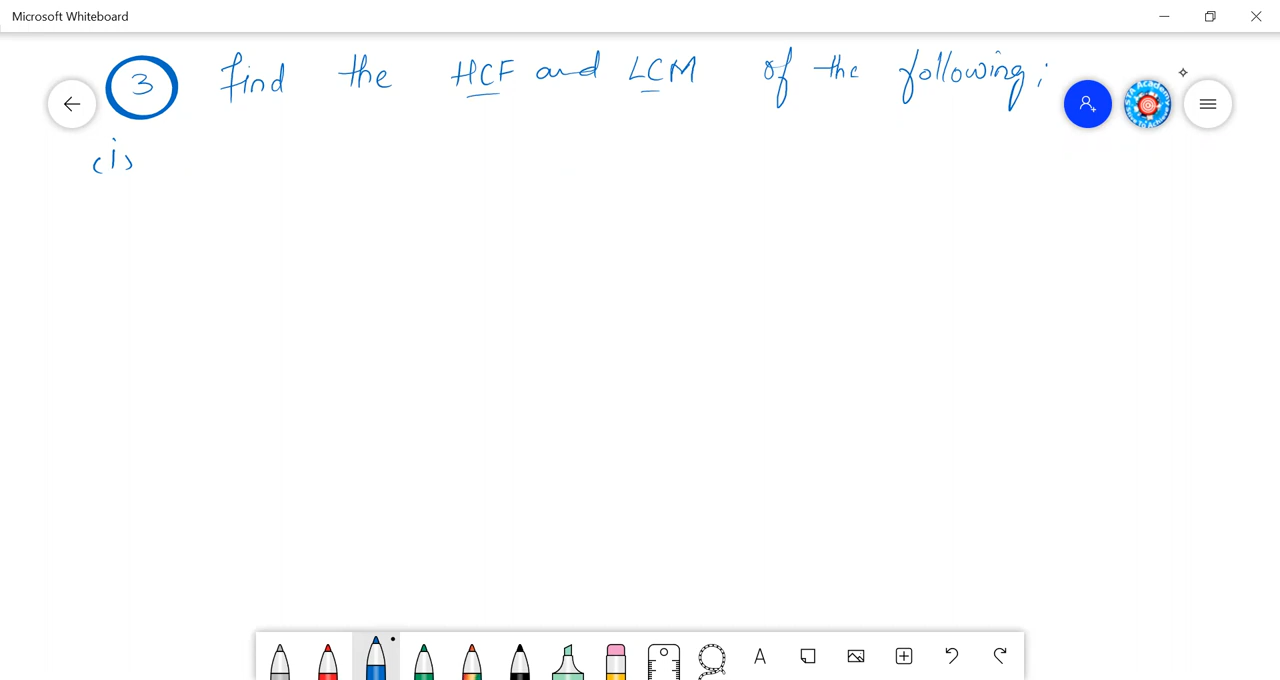 Microsoft Whiteboard
3 find the HCF and LCM of the following:
(i)
A